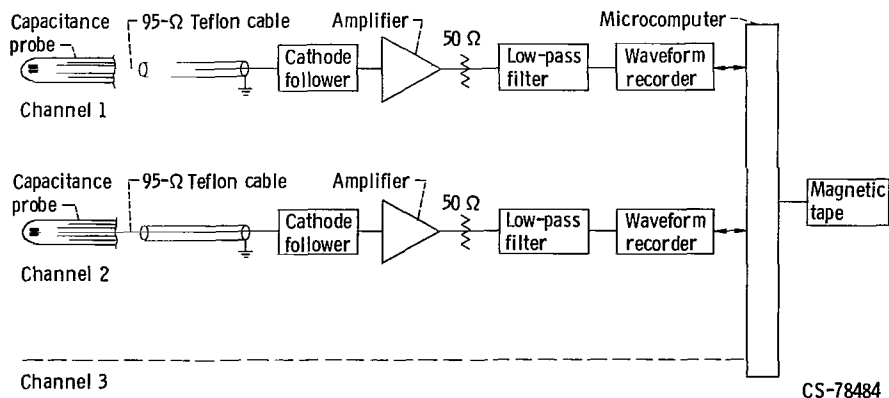 Capacitance
probe
95-Ω Teflon cable
Amplifier
Microcomputer
50 Ω
Cathode
follower
Low-pass
filter
Waveform
recorder
Channel 1
Capacitance
probe
95-Ω Teflon cable
Amplifier
50 Ω
Cathode
follower
Low-pass
filter
Waveform
recorder
Magnetic
tape
Channel 2
Channel 3
CS-78484